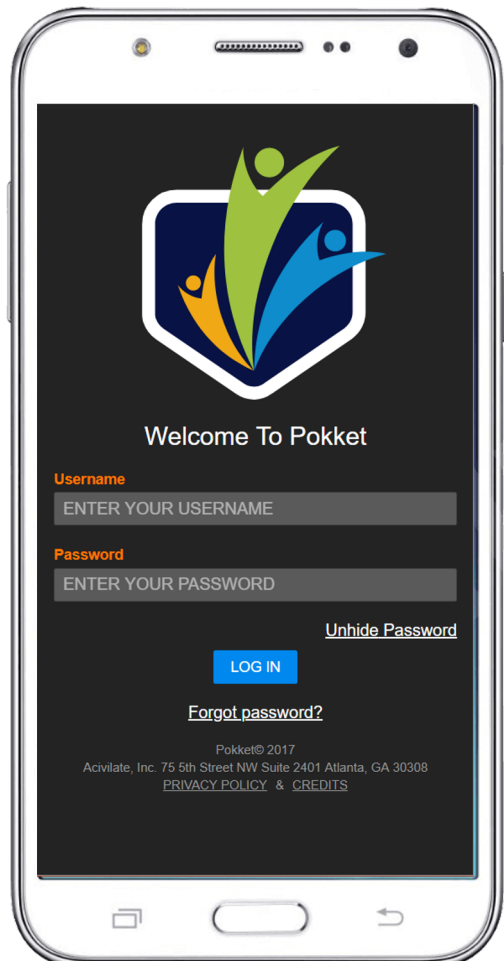 Welcome To Pokket
Username
ENTER YOUR USERNAME
Password
ENTER YOUR PASSWORD
Unhide Password
LOG IN
Forgot password?
Pokket© 2017
Acivilate, Inc. 75 5th Street NW Suite 2401 Atlanta, GA 30308
PRIVACY POLICY & CREDITS